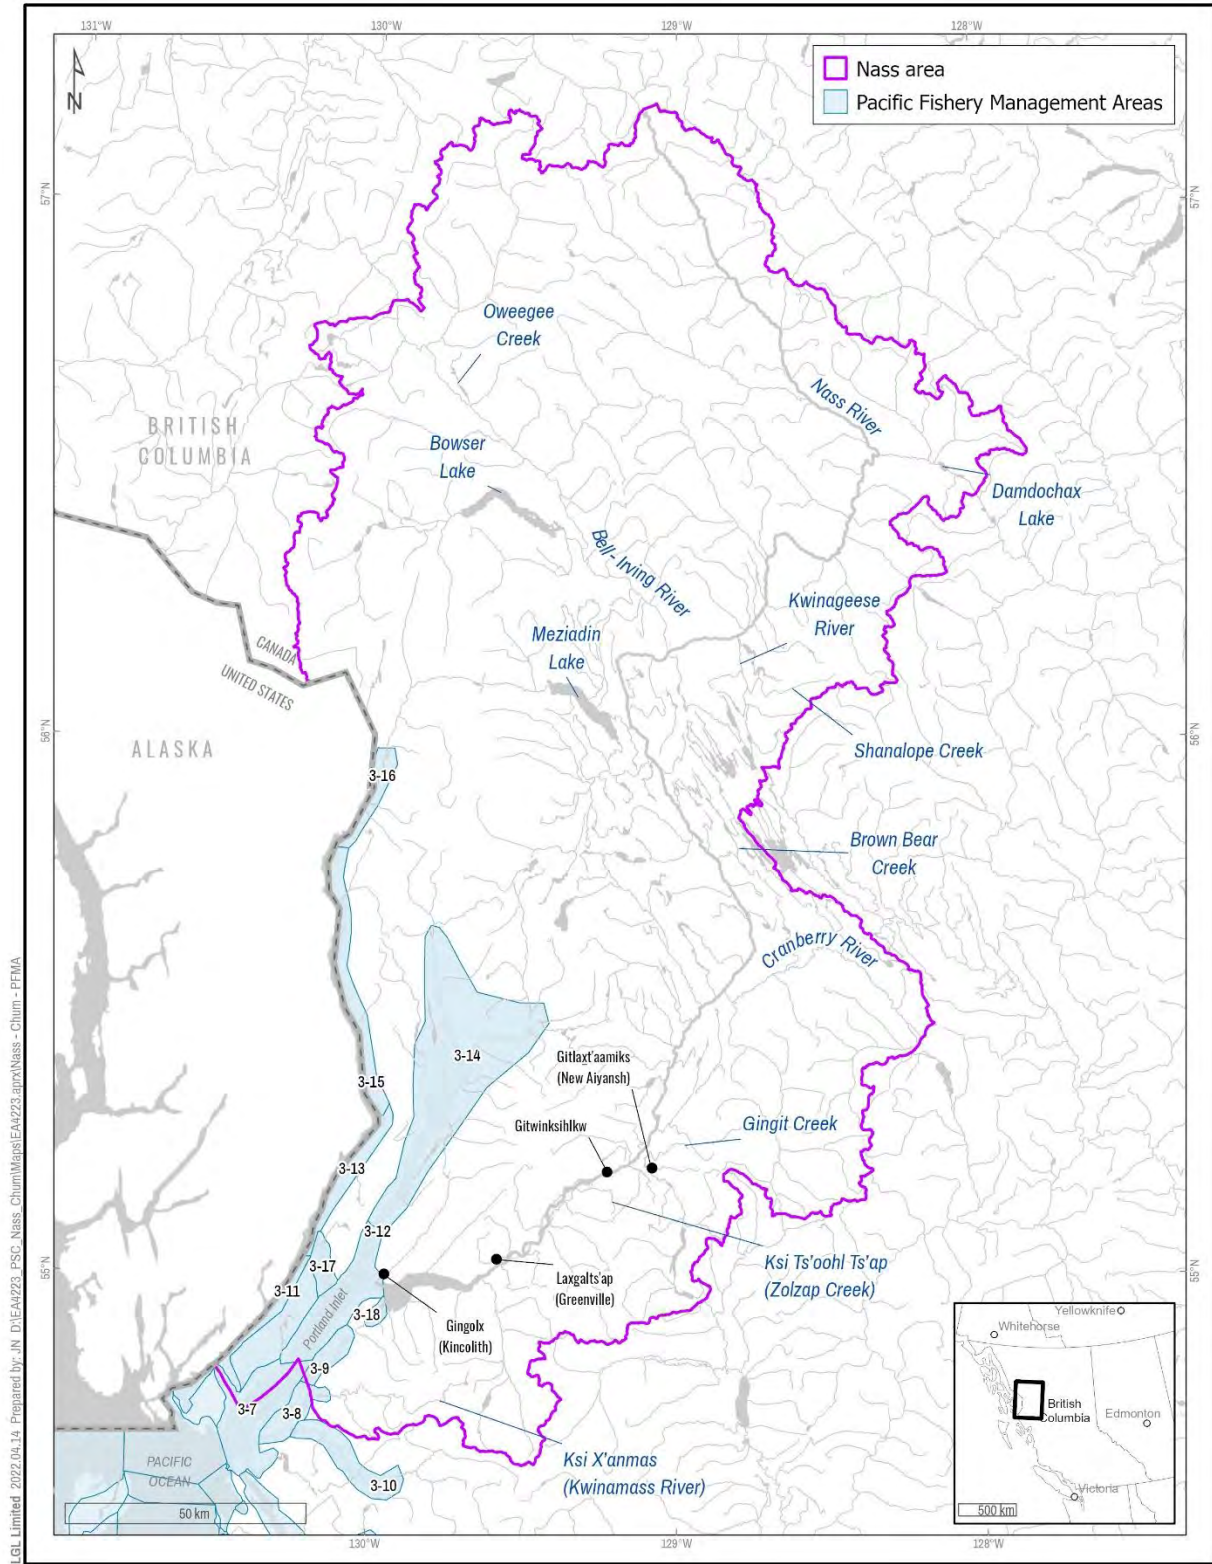 131°W
130°W
129°W
128°W
N
Nass area
Pacific Fishery Management Areas
57°N
57°N
Oweegee
Creek
Nass River
BRITISH
COLUMBIA
Bowser
Lake
Damdochax
Lake
Bell-Irving River
Kwinageese
River
Meziadin
Lake
CANADA
UNITED STATES
56°N
56°N
ALASKA
Shanalope Creek
3-16
Brown Bear
Creek
Cranberry River
3-14
Gitlax̱t'aamiks
(New Aiyansh)
3-15
Gitwinksihlkw
Gingit Creek
3-13
3-12
3-17
55°N
55°N
Ksi Ts'oohl Ts'ap
(Zolzap Creek)
Laxgalts'ap
(Greenville)
3-11
Portland Inlet
3-18
Gingolx
(Kincolith)
3-9
3-7
3-8
Ksi X'anmas
(Kwinamass River)
3-10
PACIFIC
OCEAN
50 km
Yellowknife
Whitehorse
British
Columbia
Edmonton
Victoria
500 km
130°W
129°W
128°W
LGL Limited 2022.04.14 Prepared by: JN D:\EA4223_PSC_Nass_Chum\Maps\EA4223.aprx\Nass - Chum - PFMA